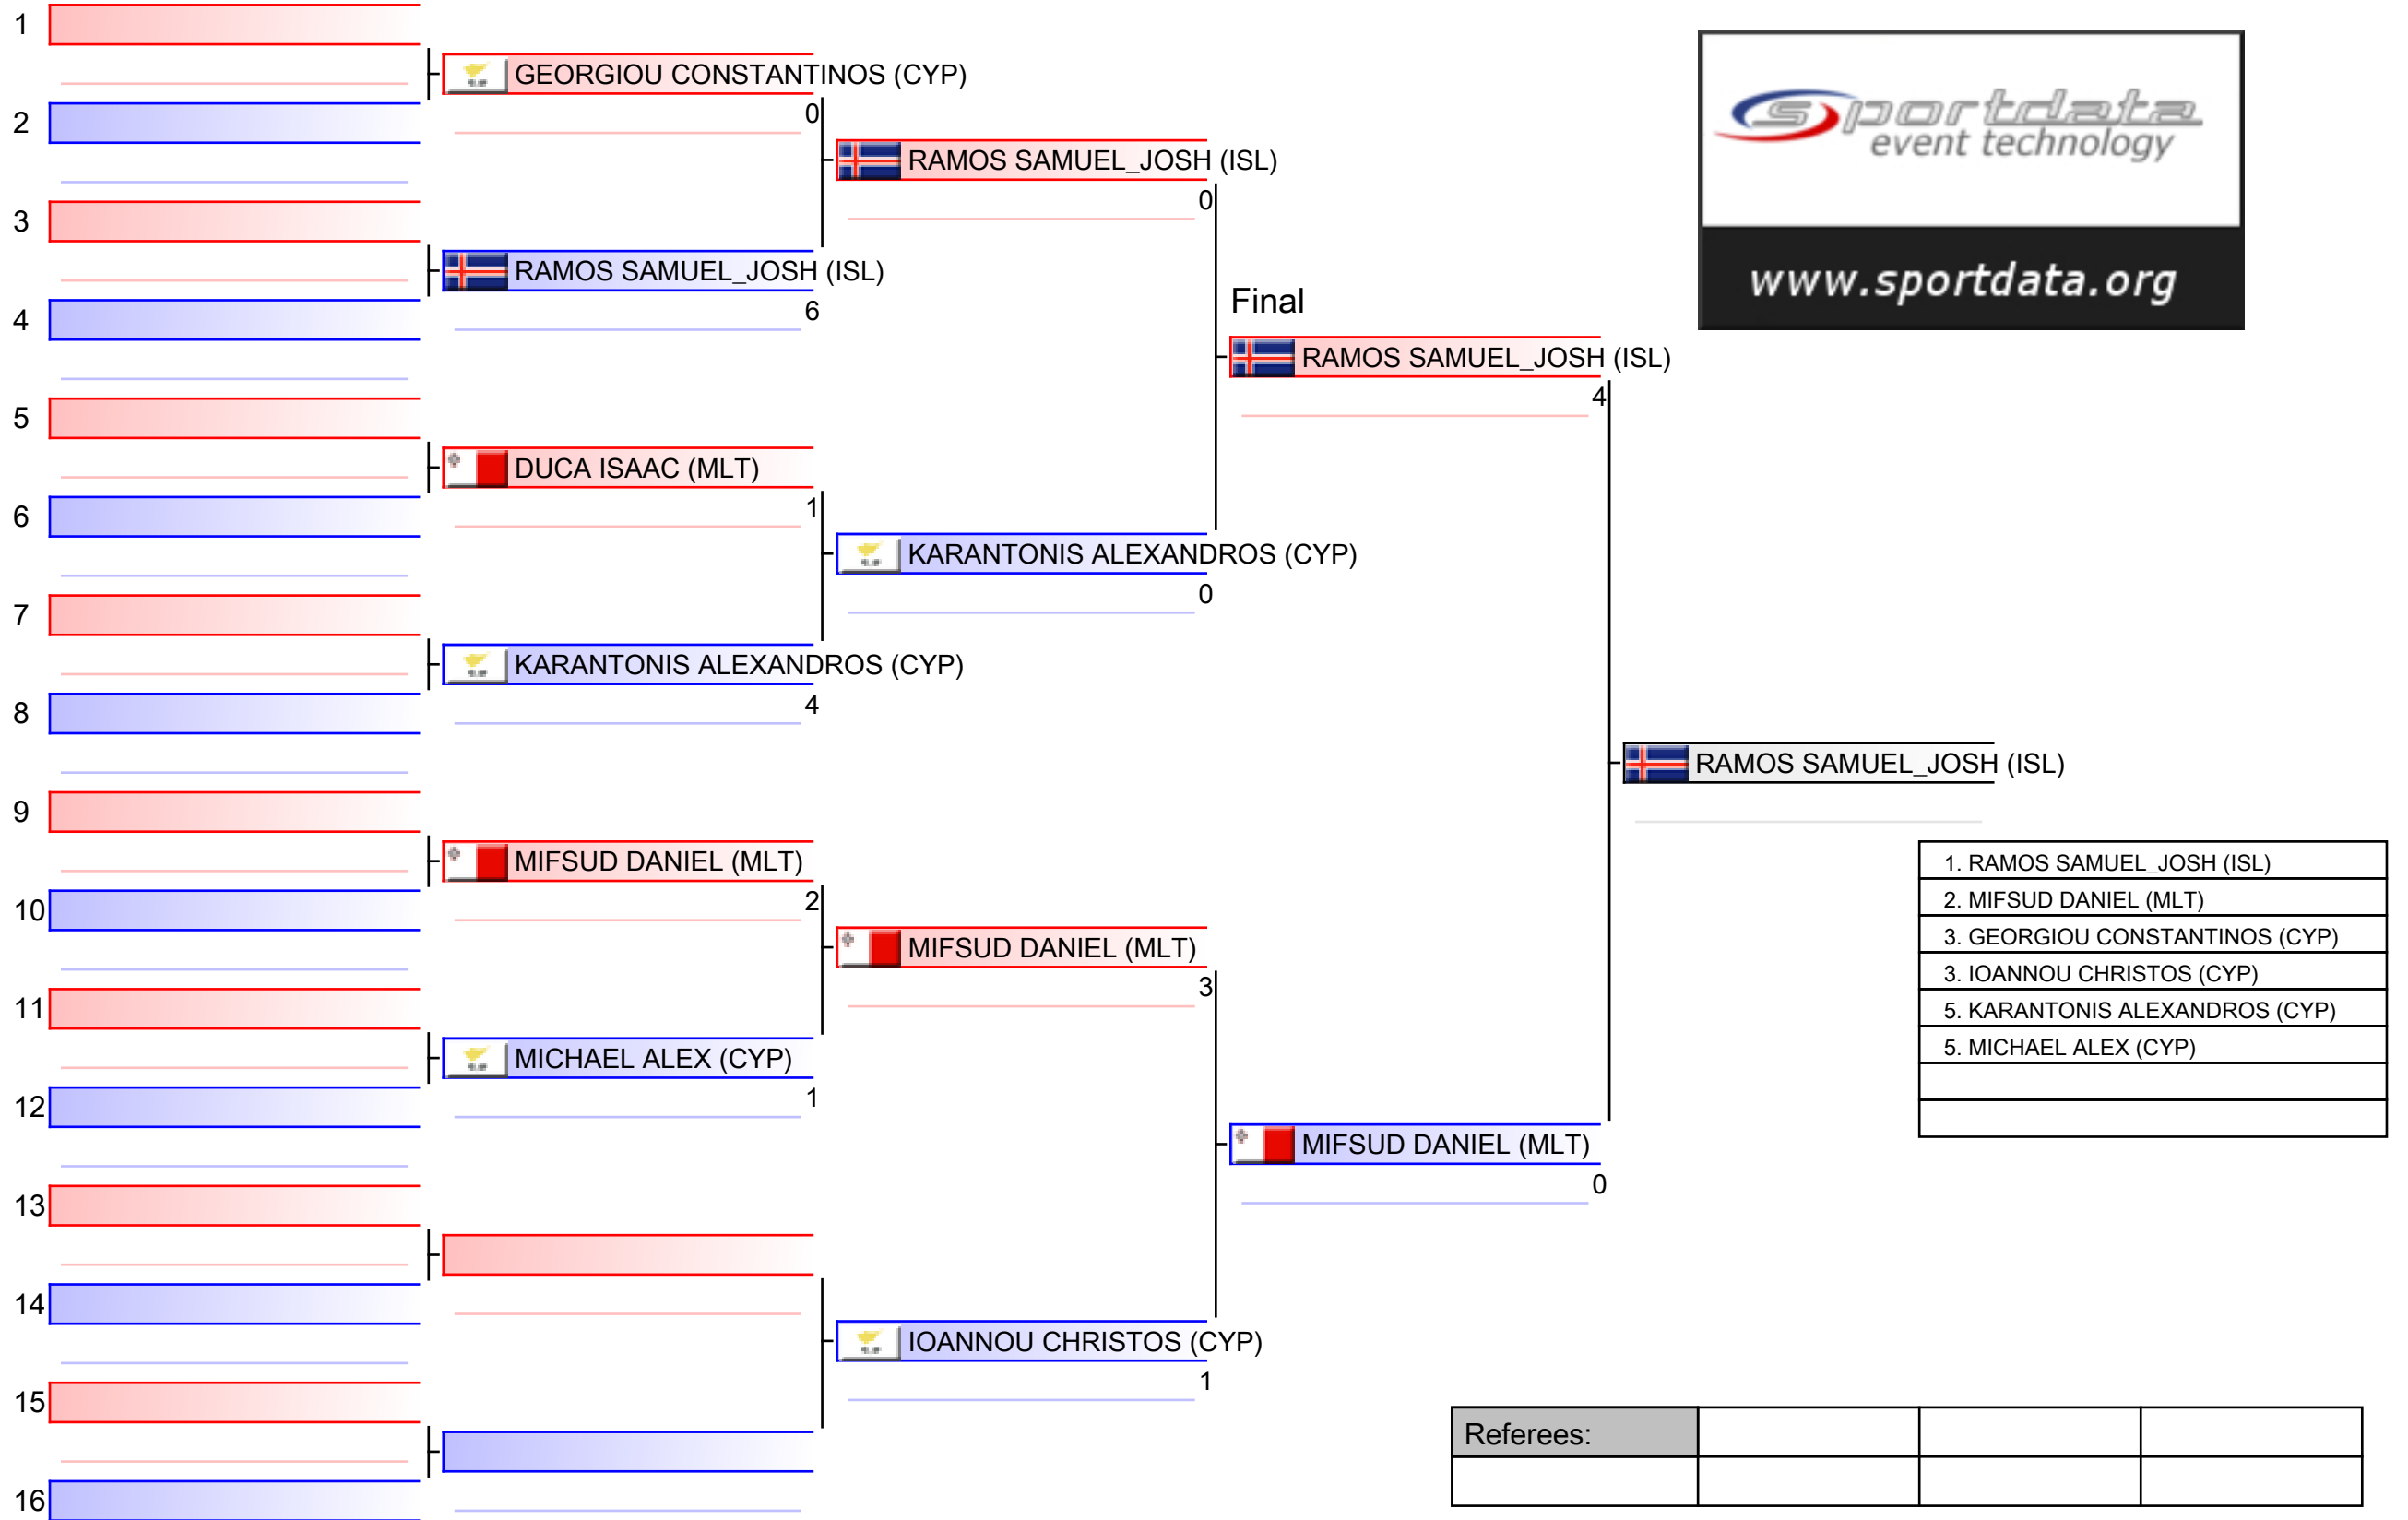 1
GEORGIOU CONSTANTINOS (CYP)
0
2
RAMOS SAMUEL_JOSH (ISL)
0
3
RAMOS SAMUEL_JOSH (ISL)
6
4
Final
RAMOS SAMUEL_JOSH (ISL)
4
5
DUCA ISAAC (MLT)
1
6
KARANTONIS ALEXANDROS (CYP)
0
7
KARANTONIS ALEXANDROS (CYP)
4
8
RAMOS SAMUEL_JOSH (ISL)
9
MIFSUD DANIEL (MLT)
2
10
MIFSUD DANIEL (MLT)
3
11
MICHAEL ALEX (CYP)
1
12
MIFSUD DANIEL (MLT)
0
13
14
IOANNOU CHRISTOS (CYP)
1
15
16
sportdata
event technology
www.sportdata.org
1. RAMOS SAMUEL_JOSH (ISL)
2. MIFSUD DANIEL (MLT)
3. GEORGIOU CONSTANTINOS (CYP)
3. IOANNOU CHRISTOS (CYP)
5. KARANTONIS ALEXANDROS (CYP)
5. MICHAEL ALEX (CYP)
Referees: